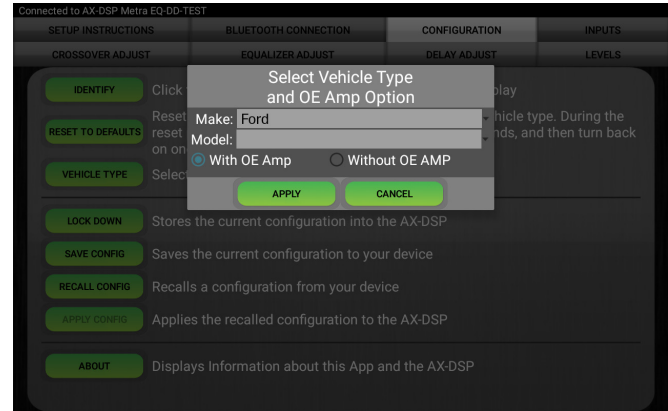 Connected to AX-DSP Metra EQ-DD-TEST
SETUP INSTRUCTIONS BLUETOOTH CONNECTION CONFIGURATION INPUTS
CROSSOVER ADJUST EQUALIZER ADJUST DELAY ADJUST LEVELS
Select Vehicle Type
and OE Amp Option
Make: Ford
Model:
With OE Amp Without OE AMP
APPLY CANCEL
IDENTIFY Click play
RESET TO DEFAULTS Reset hicle type. During the
reset nds, and then turn back
on on
VEHICLE TYPE Select
LOCK DOWN Stores the current configuration into the AX-DSP
SAVE CONFIG Saves the current configuration to your device
RECALL CONFIG Recalls a configuration from your device
APPLY CONFIG Applies the recalled configuration to the AX-DSP
ABOUT Displays Information about this App and the AX-DSP